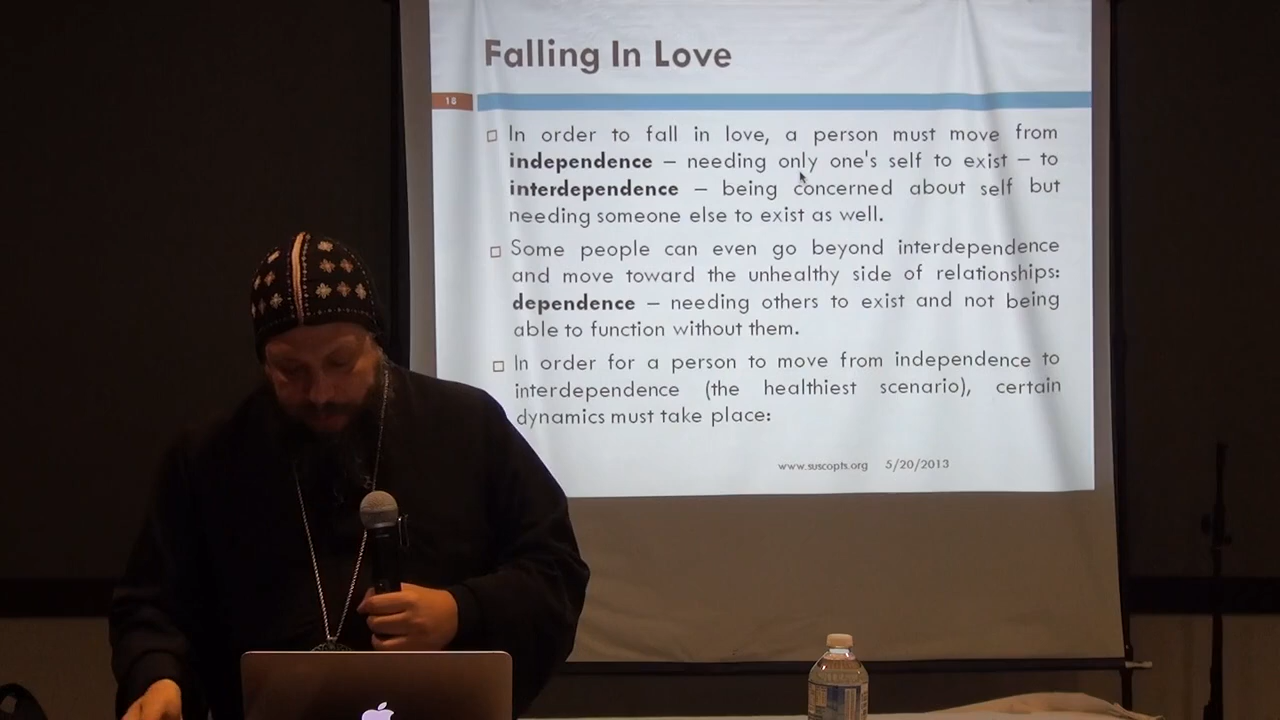 Falling In Love
18
□ In order to fall in love, a person must move from
independence – needing only one's self to exist – to
interdependence – being concerned about self but
needing someone else to exist as well.
□ Some people can even go beyond interdependence
and move toward the unhealthy side of relationships:
dependence – needing others to exist and not being
able to function without them.
□ In order for a person to move from independence to
interdependence (the healthiest scenario), certain
dynamics must take place:
www.suscopts.org 5/20/2013